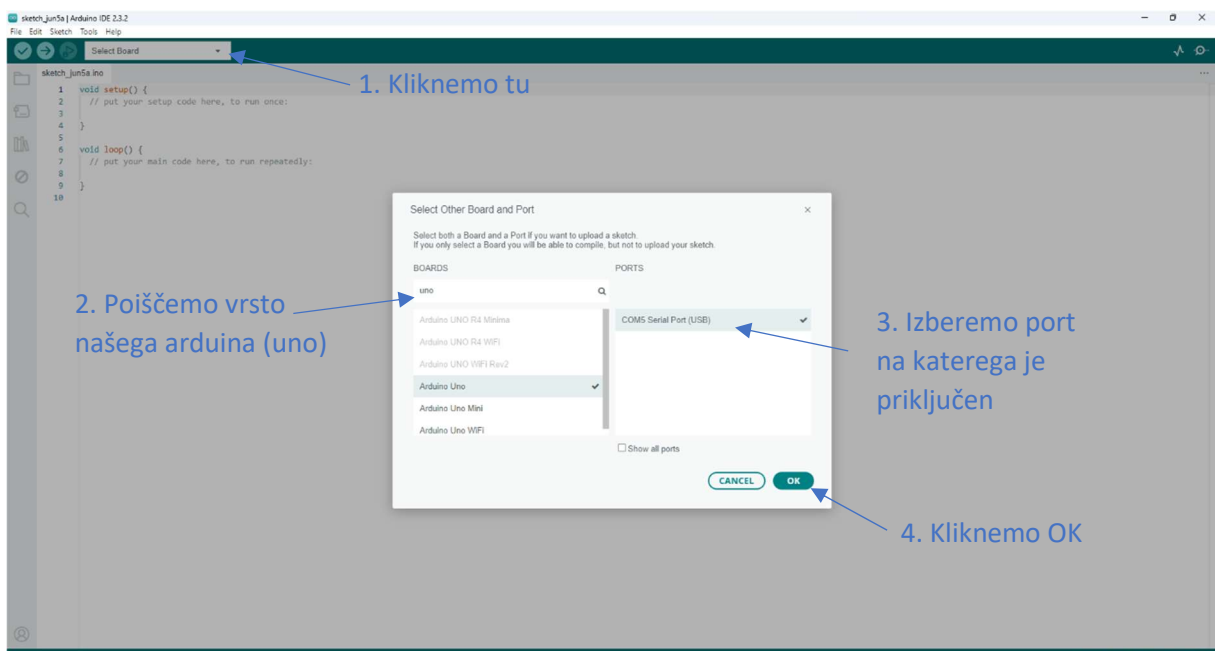 sketch_jun5a | Arduino IDE 2.3.2
File Edit Sketch Tools Help
Select Board
sketch_jun5a.ino
1 void setup() {
2 // put your setup code here, to run once:
3
4 }
5
6 void loop() {
7 // put your main code here, to run repeatedly:
8
9 }
10
1. Kliknemo tu
Select Other Board and Port
Select both a Board and a Port if you want to upload a sketch.
If you only select a Board you will be able to compile, but not to upload your sketch.
BOARDS
PORTS
uno
Arduino UNO R4 Minima
Arduino UNO R4 WiFi
Arduino UNO WiFi Rev2
Arduino Uno
Arduino Uno Mini
Arduino Uno WiFi
COM5 Serial Port (USB)
Show all ports
CANCEL
OK
2. Poiščemo vrsto
našega arduina (uno)
3. Izberemo port
na katerega je
priključen
4. Kliknemo OK